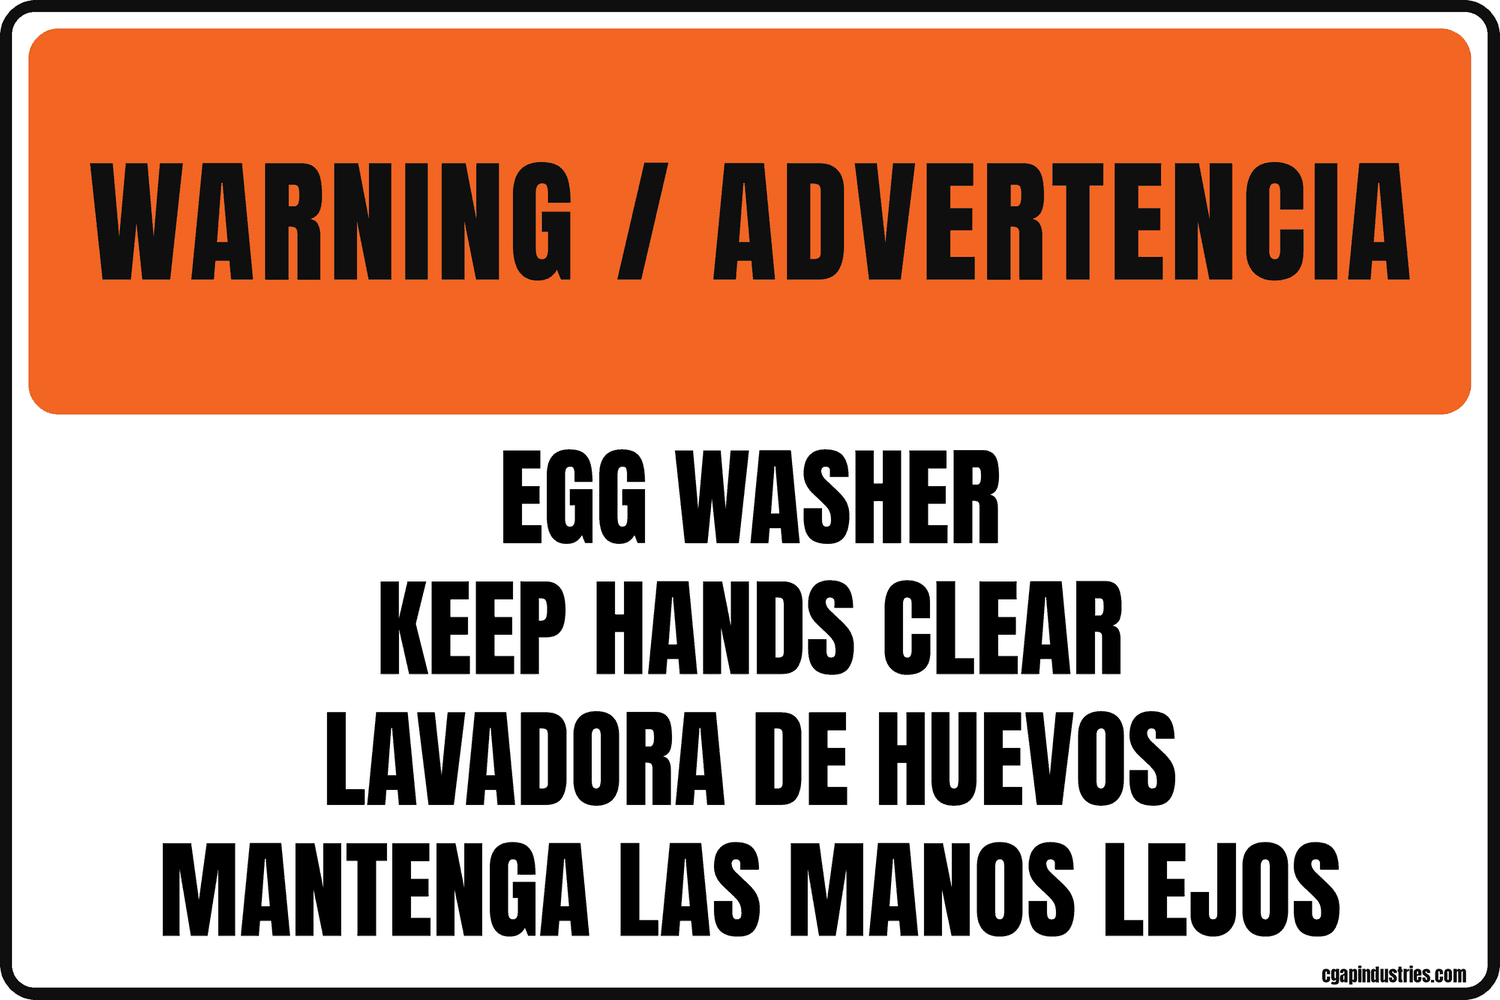 WARNING / ADVERTENCIA
EGG WASHER
KEEP HANDS CLEAR
LAVADORA DE HUEVOS
MANTENGA LAS MANOS LEJOS
cgapindustries.com